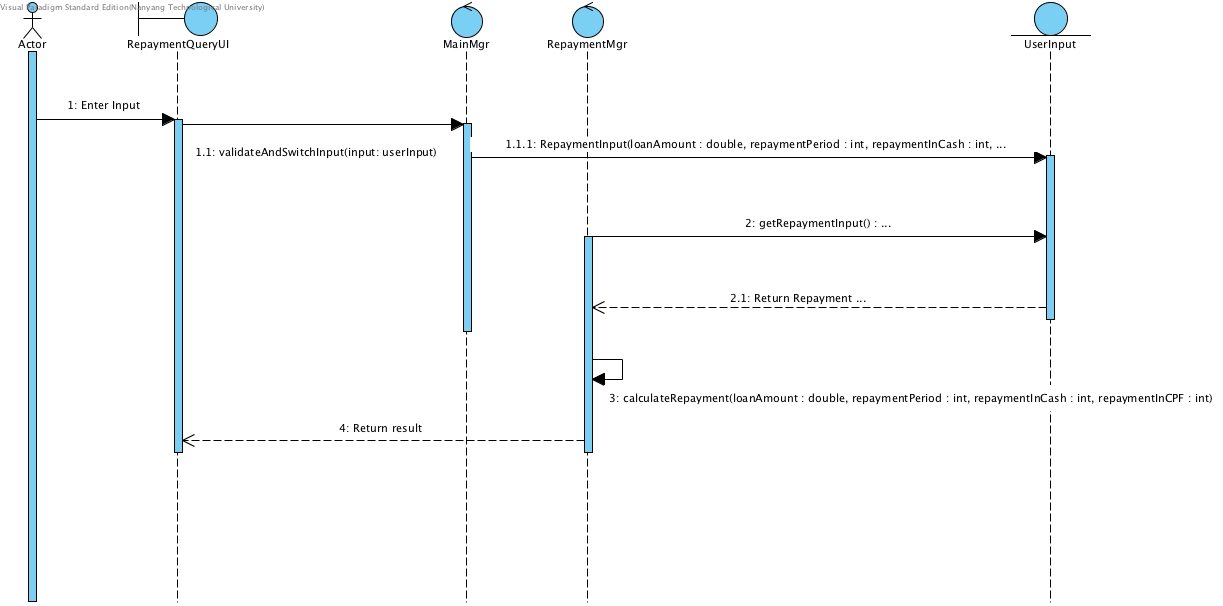 Visual Paradigm Standard Edition(Nanyang Technological University)
Actor
RepaymentQueryUI
MainMgr
RepaymentMgr
UserInput
1: Enter Input
1.1: validateAndSwitchInput(input: userInput)
1.1.1: RepaymentInput(loanAmount : double, repaymentPeriod : int, repaymentInCash : int, ...
2: getRepaymentInput() : ...
2.1: Return Repayment ...
3: calculateRepayment(loanAmount : double, repaymentPeriod : int, repaymentInCash : int, repaymentInCPF : int)
4: Return result